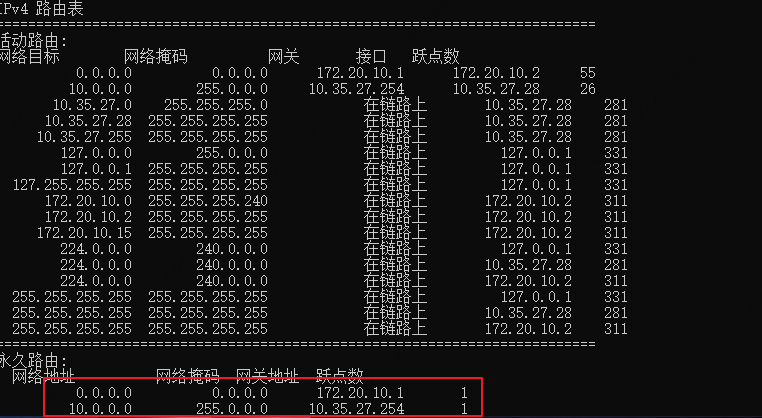 IPv4 路由表
===========================================================================
活动路由:
网络目标 网络掩码 网关 接口 跃点数
0.0.0.0 0.0.0.0 172.20.10.1 172.20.10.2 55
10.0.0.0 255.0.0.0 10.35.27.254 10.35.27.28 26
10.35.27.0 255.255.255.0 在链路上 10.35.27.28 281
10.35.27.28 255.255.255.255 在链路上 10.35.27.28 281
10.35.27.255 255.255.255.255 在链路上 10.35.27.28 281
127.0.0.0 255.0.0.0 在链路上 127.0.0.1 331
127.0.0.1 255.255.255.255 在链路上 127.0.0.1 331
127.255.255.255 255.255.255.255 在链路上 127.0.0.1 331
172.20.10.0 255.255.255.240 在链路上 172.20.10.2 311
172.20.10.2 255.255.255.255 在链路上 172.20.10.2 311
172.20.10.15 255.255.255.255 在链路上 172.20.10.2 311
224.0.0.0 240.0.0.0 在链路上 127.0.0.1 331
224.0.0.0 240.0.0.0 在链路上 10.35.27.28 281
224.0.0.0 240.0.0.0 在链路上 172.20.10.2 311
255.255.255.255 255.255.255.255 在链路上 127.0.0.1 331
255.255.255.255 255.255.255.255 在链路上 10.35.27.28 281
255.255.255.255 255.255.255.255 在链路上 172.20.10.2 311
===========================================================================
永久路由:
网络地址 网络掩码 网关地址 跃点数
0.0.0.0 0.0.0.0 172.20.10.1 1
10.0.0.0 255.0.0.0 10.35.27.254 1